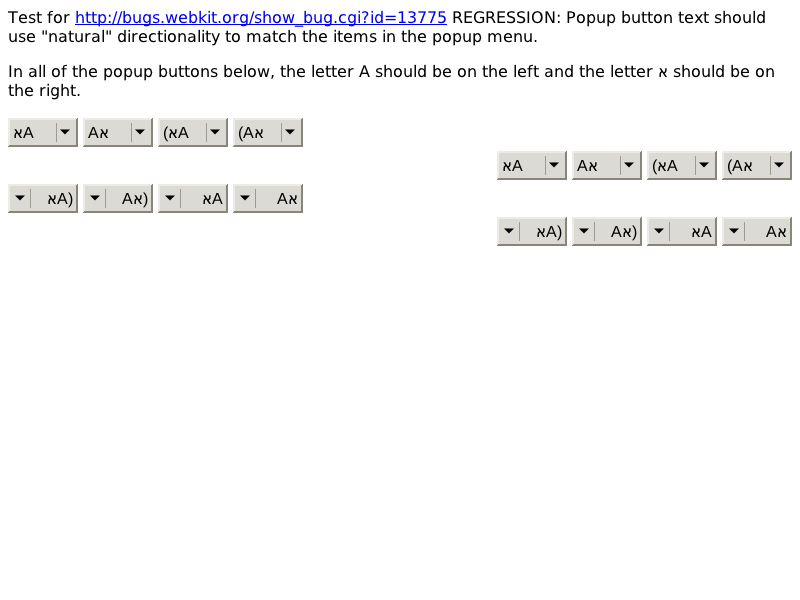 Test for http://bugs.webkit.org/show_bug.cgi?id=13775 REGRESSION: Popup button text should
use "natural" directionality to match the items in the popup menu.
In all of the popup buttons below, the letter A should be on the left and the letter א should be on
the right.
אA Aא (אA (Aא
אA Aא (אA (Aא
אA) Aא) אA Aא
אA) Aא) אA Aא